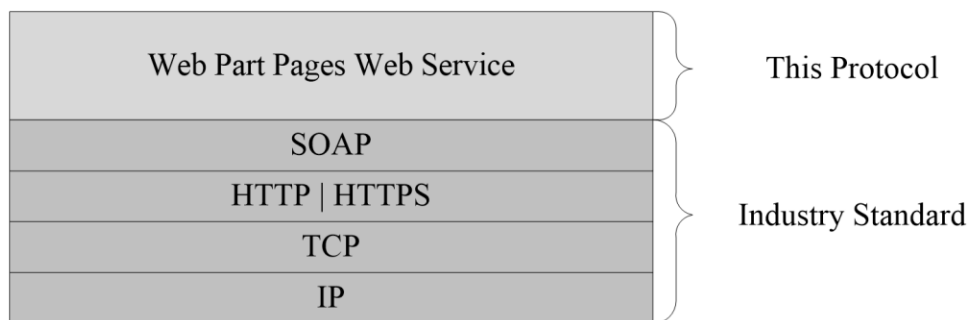 Web Part Pages Web Service
This Protocol
SOAP
HTTP | HTTPS
TCP
IP
Industry Standard